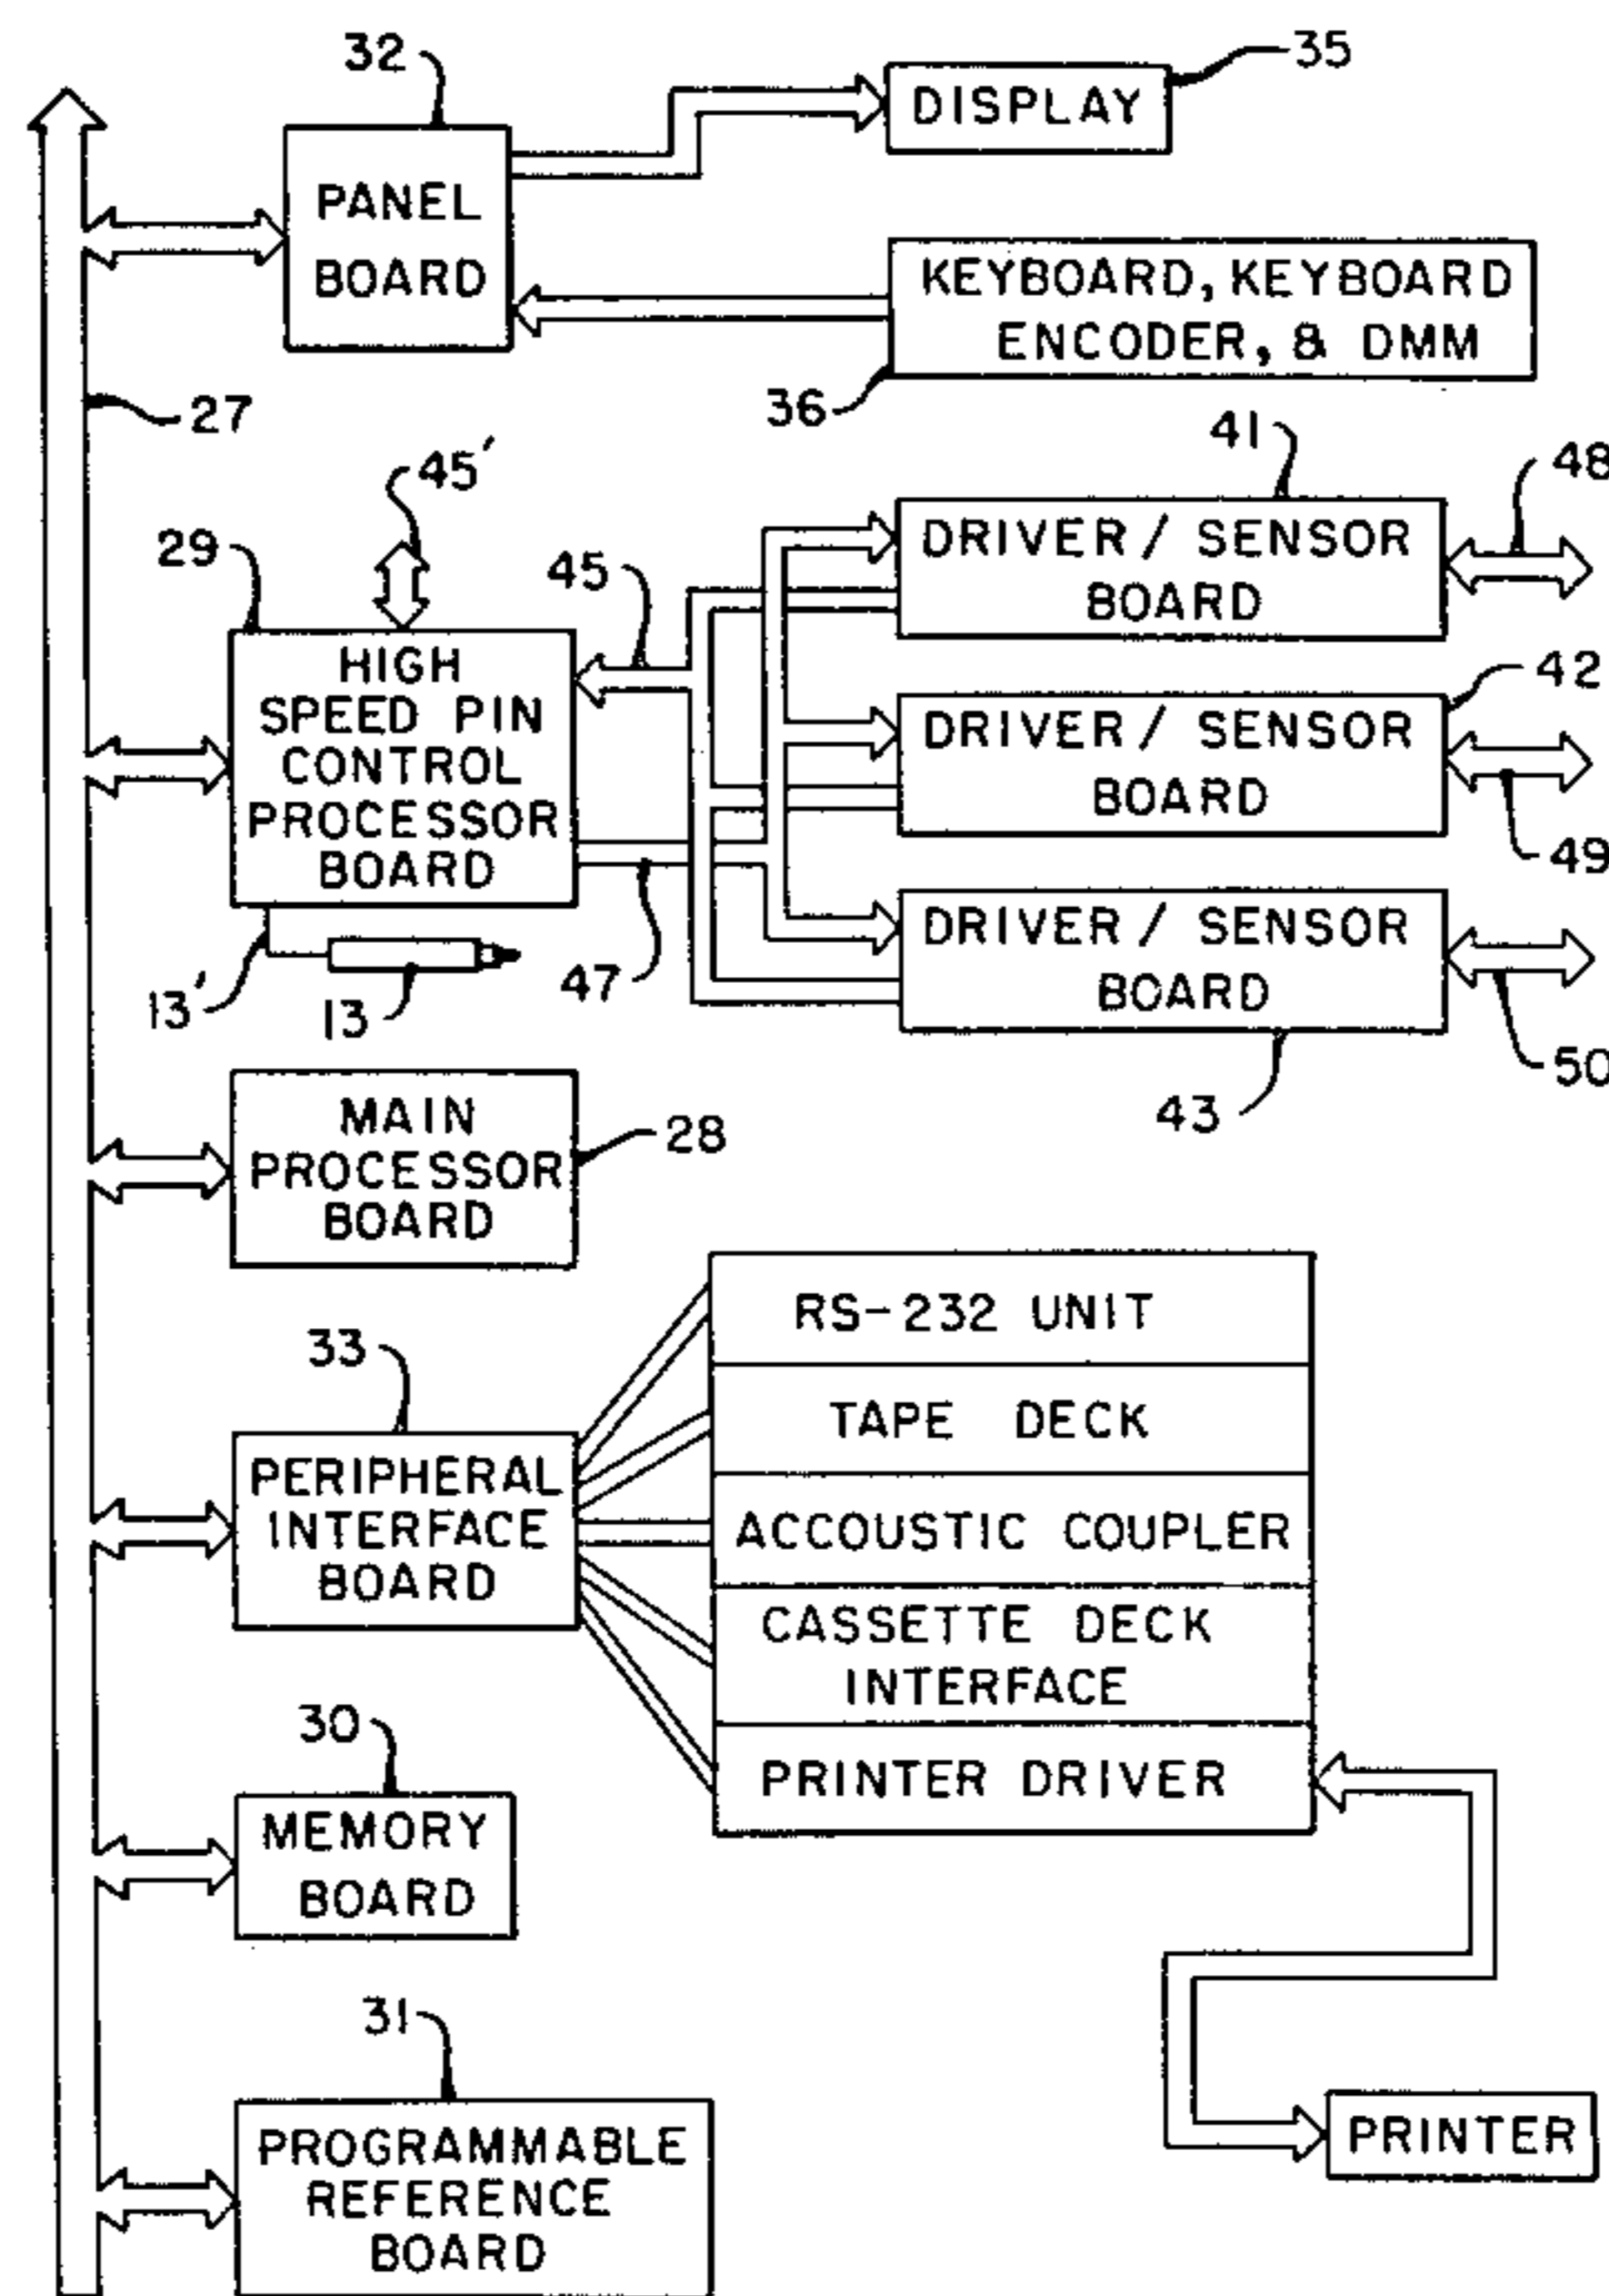 32
35
DISPLAY
PANEL
BOARD
KEYBOARD, KEYBOARD
ENCODER, & DMM
36
27
45'
41
48
29
45
DRIVER / SENSOR
BOARD
HIGH
SPEED PIN
CONTROL
PROCESSOR
BOARD
42
DRIVER / SENSOR
BOARD
49
DRIVER / SENSOR
BOARD
47
13'
13
50
43
MAIN
PROCESSOR
BOARD
28
RS-232 UNIT
33
TAPE DECK
PERIPHERAL
INTERFACE
BOARD
ACCOUSTIC COUPLER
CASSETTE DECK
INTERFACE
30
PRINTER DRIVER
MEMORY
BOARD
31
PROGRAMMABLE
REFERENCE
BOARD
PRINTER